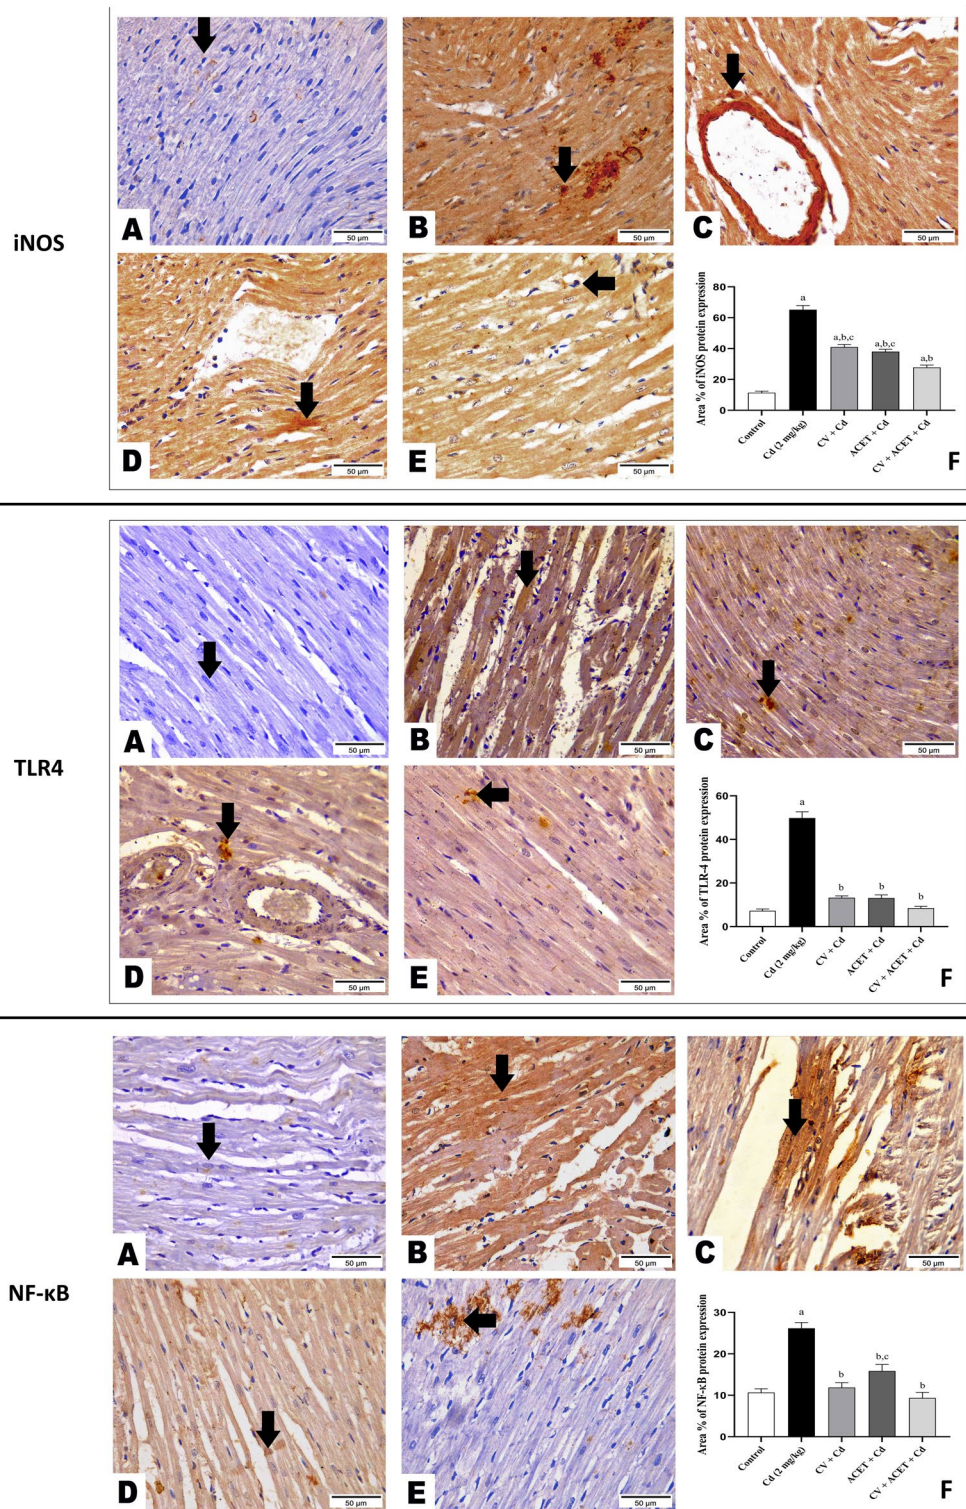 iNOS
A
50 µm
B
50 µm
C
50 µm
D
50 µm
E
50 µm
Area % of iNOS protein expression
80
60
40
20
0
a
a,b,c
a,b,c
a,b
Control
Cd (2 mg/kg)
CV + Cd
ACET + Cd
CV + ACET + Cd
F
TLR4
A
50 µm
B
50 µm
C
50 µm
D
50 µm
E
50 µm
Area % of TLR-4 protein expression
60
40
20
0
a
b
b
b
Control
Cd (2 mg/kg)
CV + Cd
ACET + Cd
CV + ACET + Cd
F
NF-κB
A
50 µm
B
50 µm
C
50 µm
D
50 µm
E
50 µm
Area % of NF-κB protein expression
30
20
10
0
a
b
b,c
b
Control
Cd (2 mg/kg)
CV + Cd
ACET + Cd
CV + ACET + Cd
F